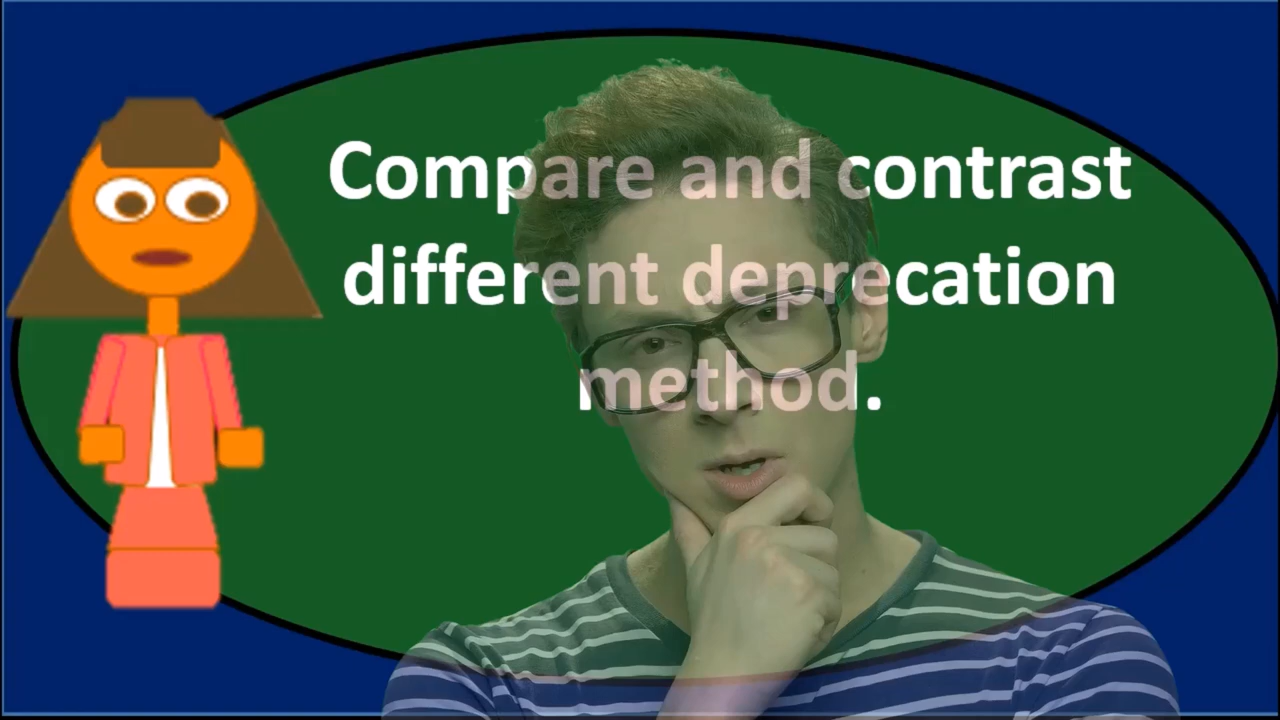 Compare and contrast
different deprecation
method.